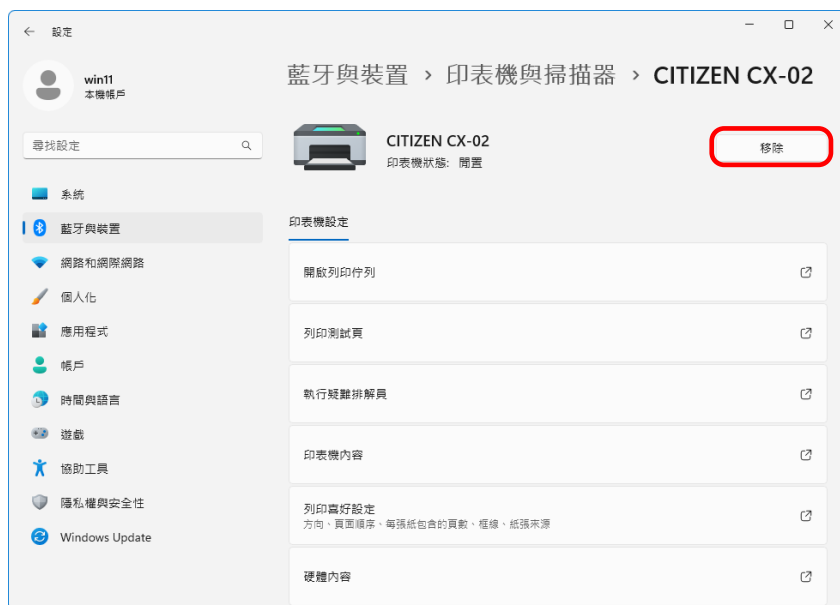 設定
win11
本機帳戶
尋找設定
系統
藍牙與裝置
網路和網際網路
個人化
應用程式
帳戶
時間與語言
遊戲
協助工具
隱私權與安全性
Windows Update
藍牙與裝置 › 印表機與掃描器 › CITIZEN CX-02
CITIZEN CX-02
印表機狀態: 閒置
移除
印表機設定
開啟列印佇列
列印測試頁
執行疑難排解員
印表機內容
列印喜好設定
方向、頁面順序、每張紙包含的頁數、框線、紙張來源
硬體內容